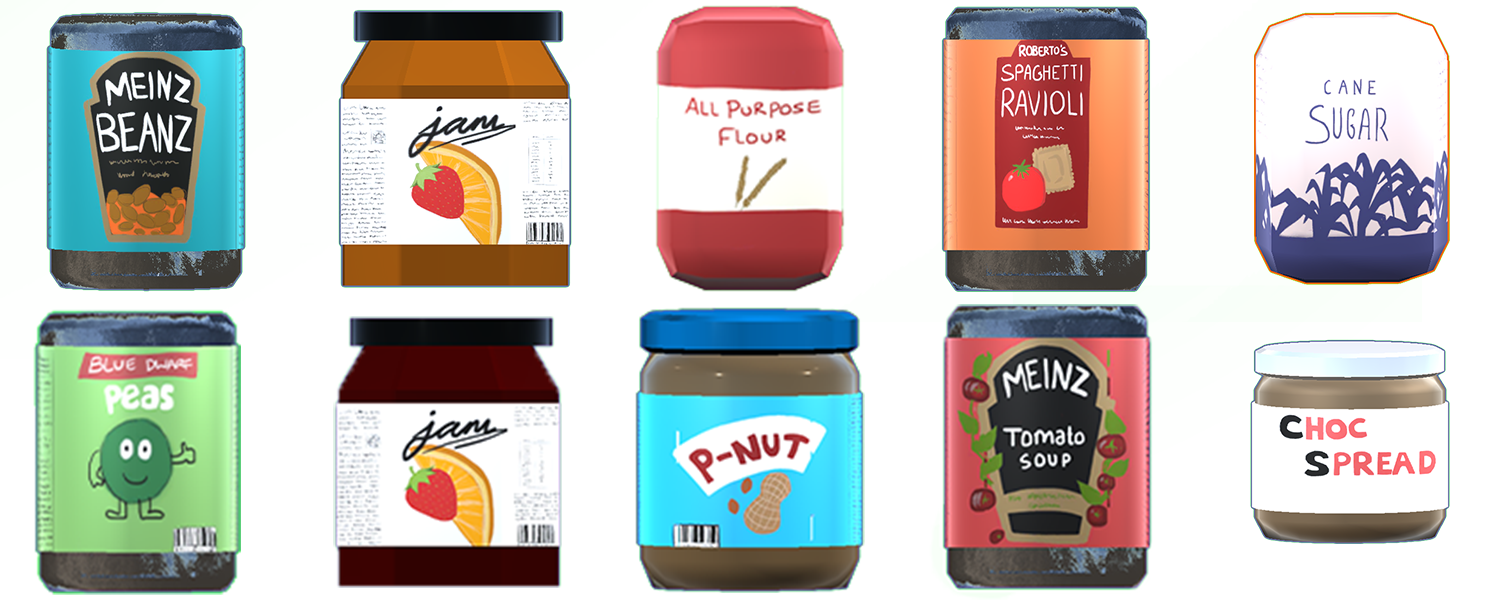 MEINZ
BEANZ
jam
ALL PURPOSE
FLOUR
ROBERTO'S
SPAGHETTI
RAVIOLI
CANE
SUGAR
BLUE DWARF
Peas
jam
P-NUT
MEINZ
Tomato
SOUP
CHOC
SPREAD